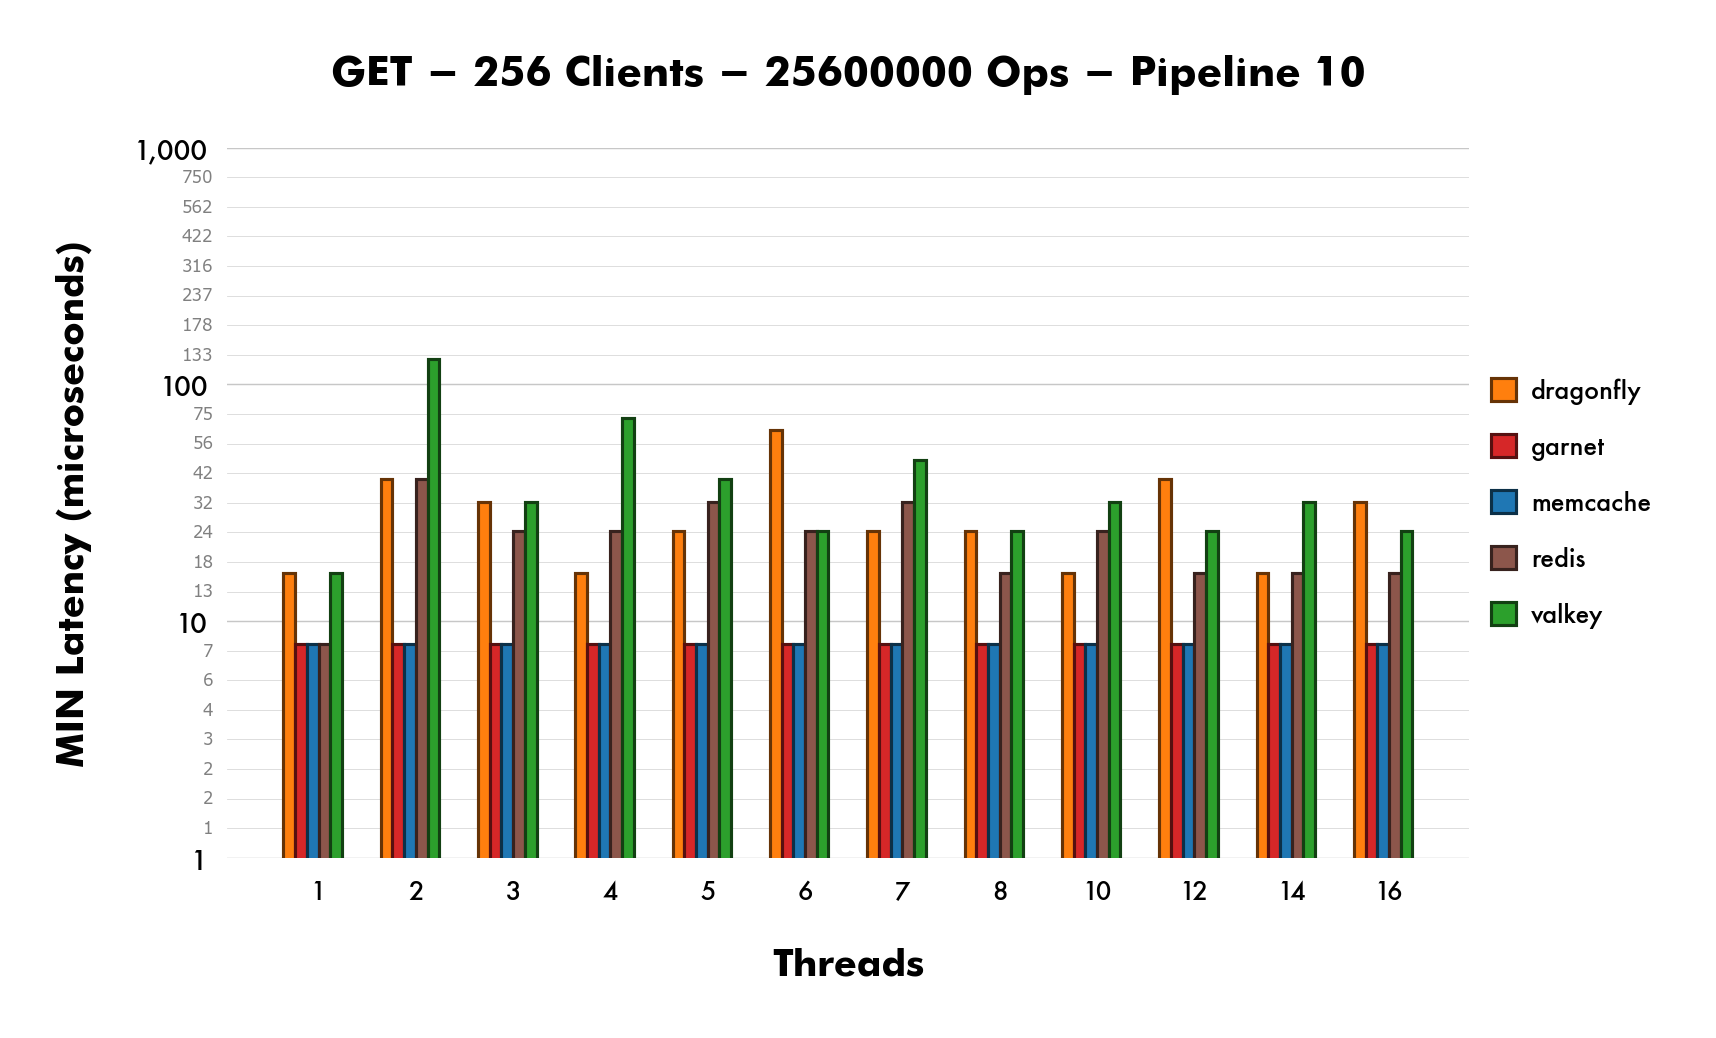 GET – 256 Clients – 25600000 Ops – Pipeline 10
MIN Latency (microseconds)
1,000
750
562
422
316
237
178
133
100
75
56
42
32
24
18
13
10
7
6
4
3
2
2
1
1
1 2 3 4 5 6 7 8 10 12 14 16
Threads
dragonfly
garnet
memcache
redis
valkey